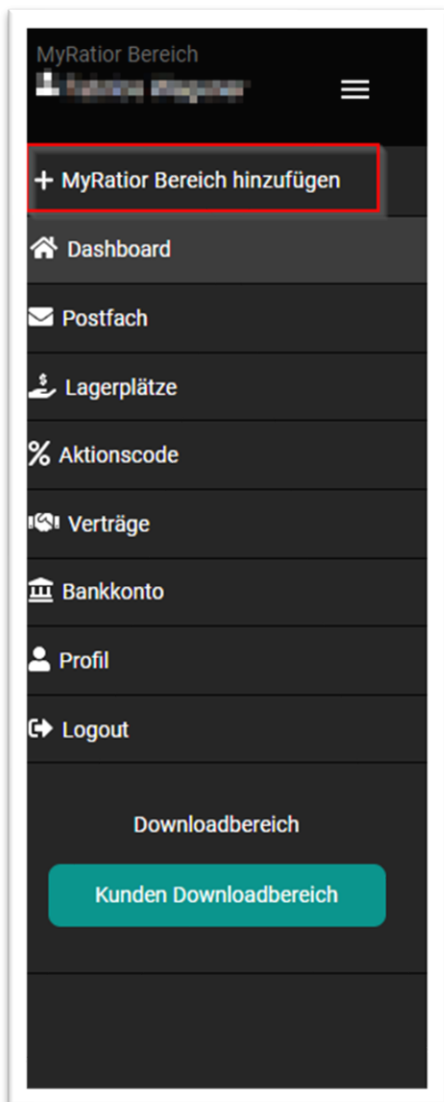 MyRatior Bereich
MyRatior Bereich hinzufügen
Dashboard
Postfach
Lagerplätze
Aktionscode
Verträge
Bankkonto
Profil
Logout
Downloadbereich
Kunden Downloadbereich